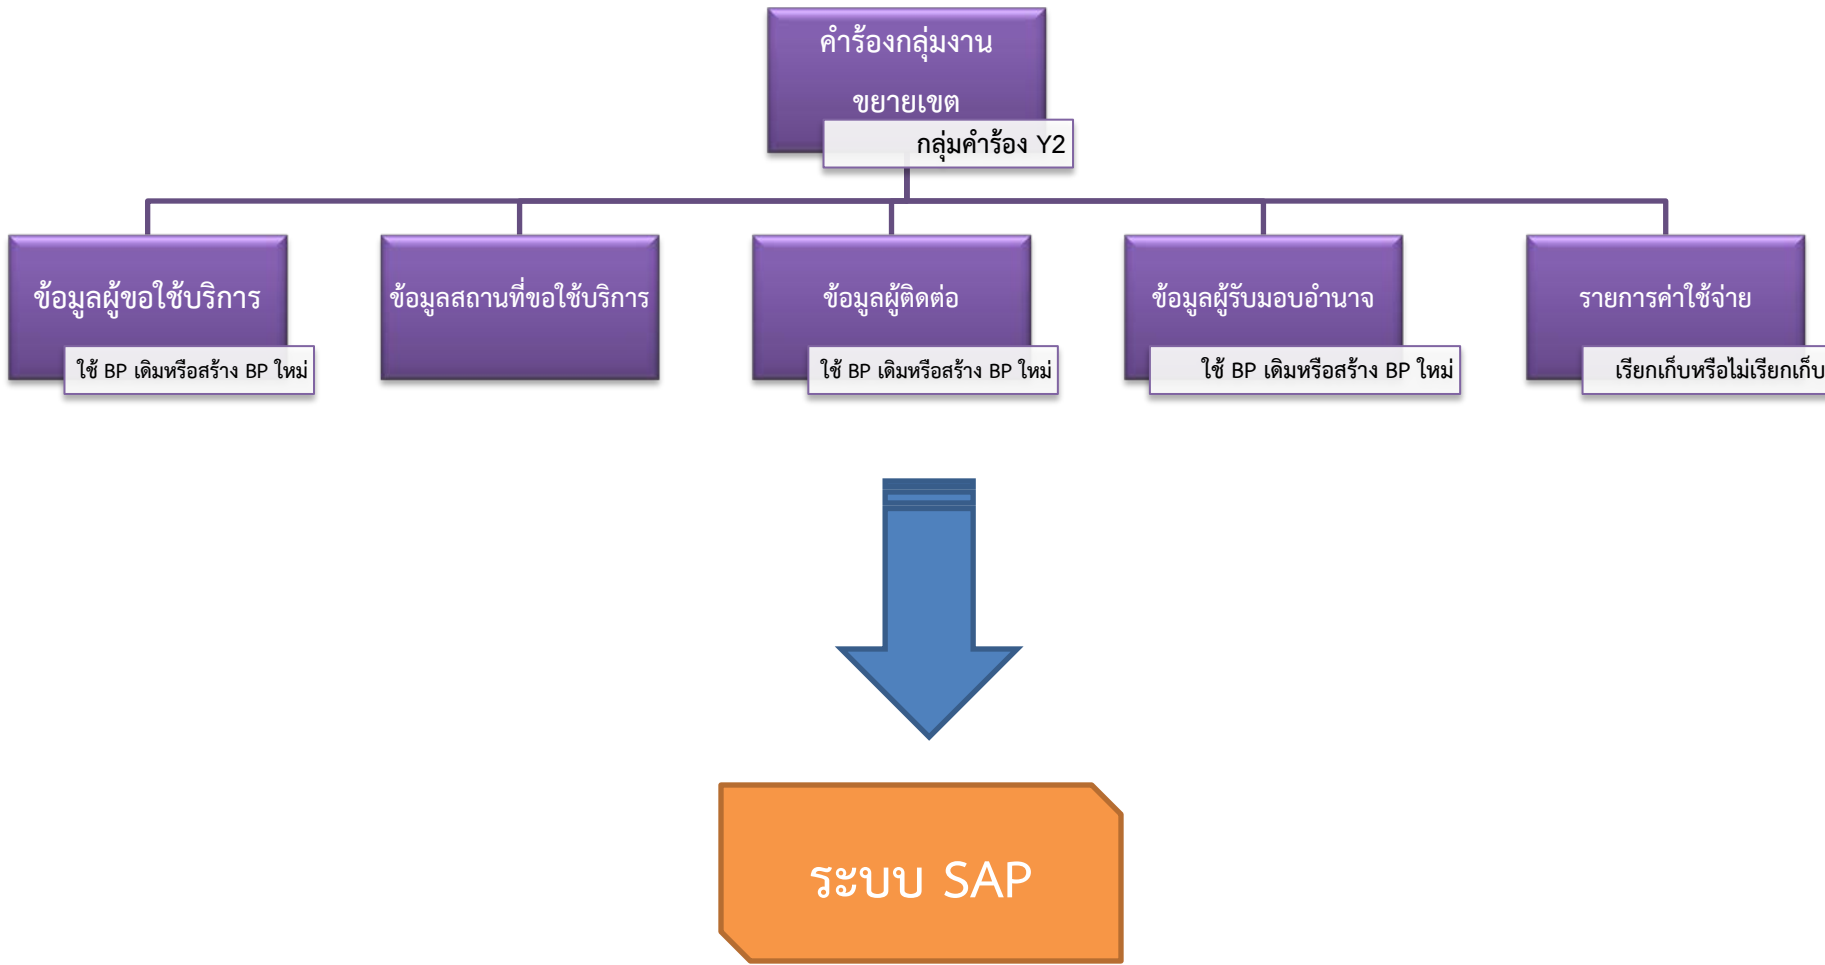 คำร้องกลุ่มงาน
ขยายเขต
กลุ่มคำร้อง Y2
ข้อมูลผู้ขอใช้บริการ
ใช้ BP เดิมหรือสร้าง BP ใหม่
ข้อมูลสถานที่ขอใช้บริการ
ข้อมูลผู้ติดต่อ
ใช้ BP เดิมหรือสร้าง BP ใหม่
ข้อมูลผู้รับมอบอำนาจ
ใช้ BP เดิมหรือสร้าง BP ใหม่
รายการค่าใช้จ่าย
เรียกเก็บหรือไม่เรียกเก็บ
ระบบ SAP